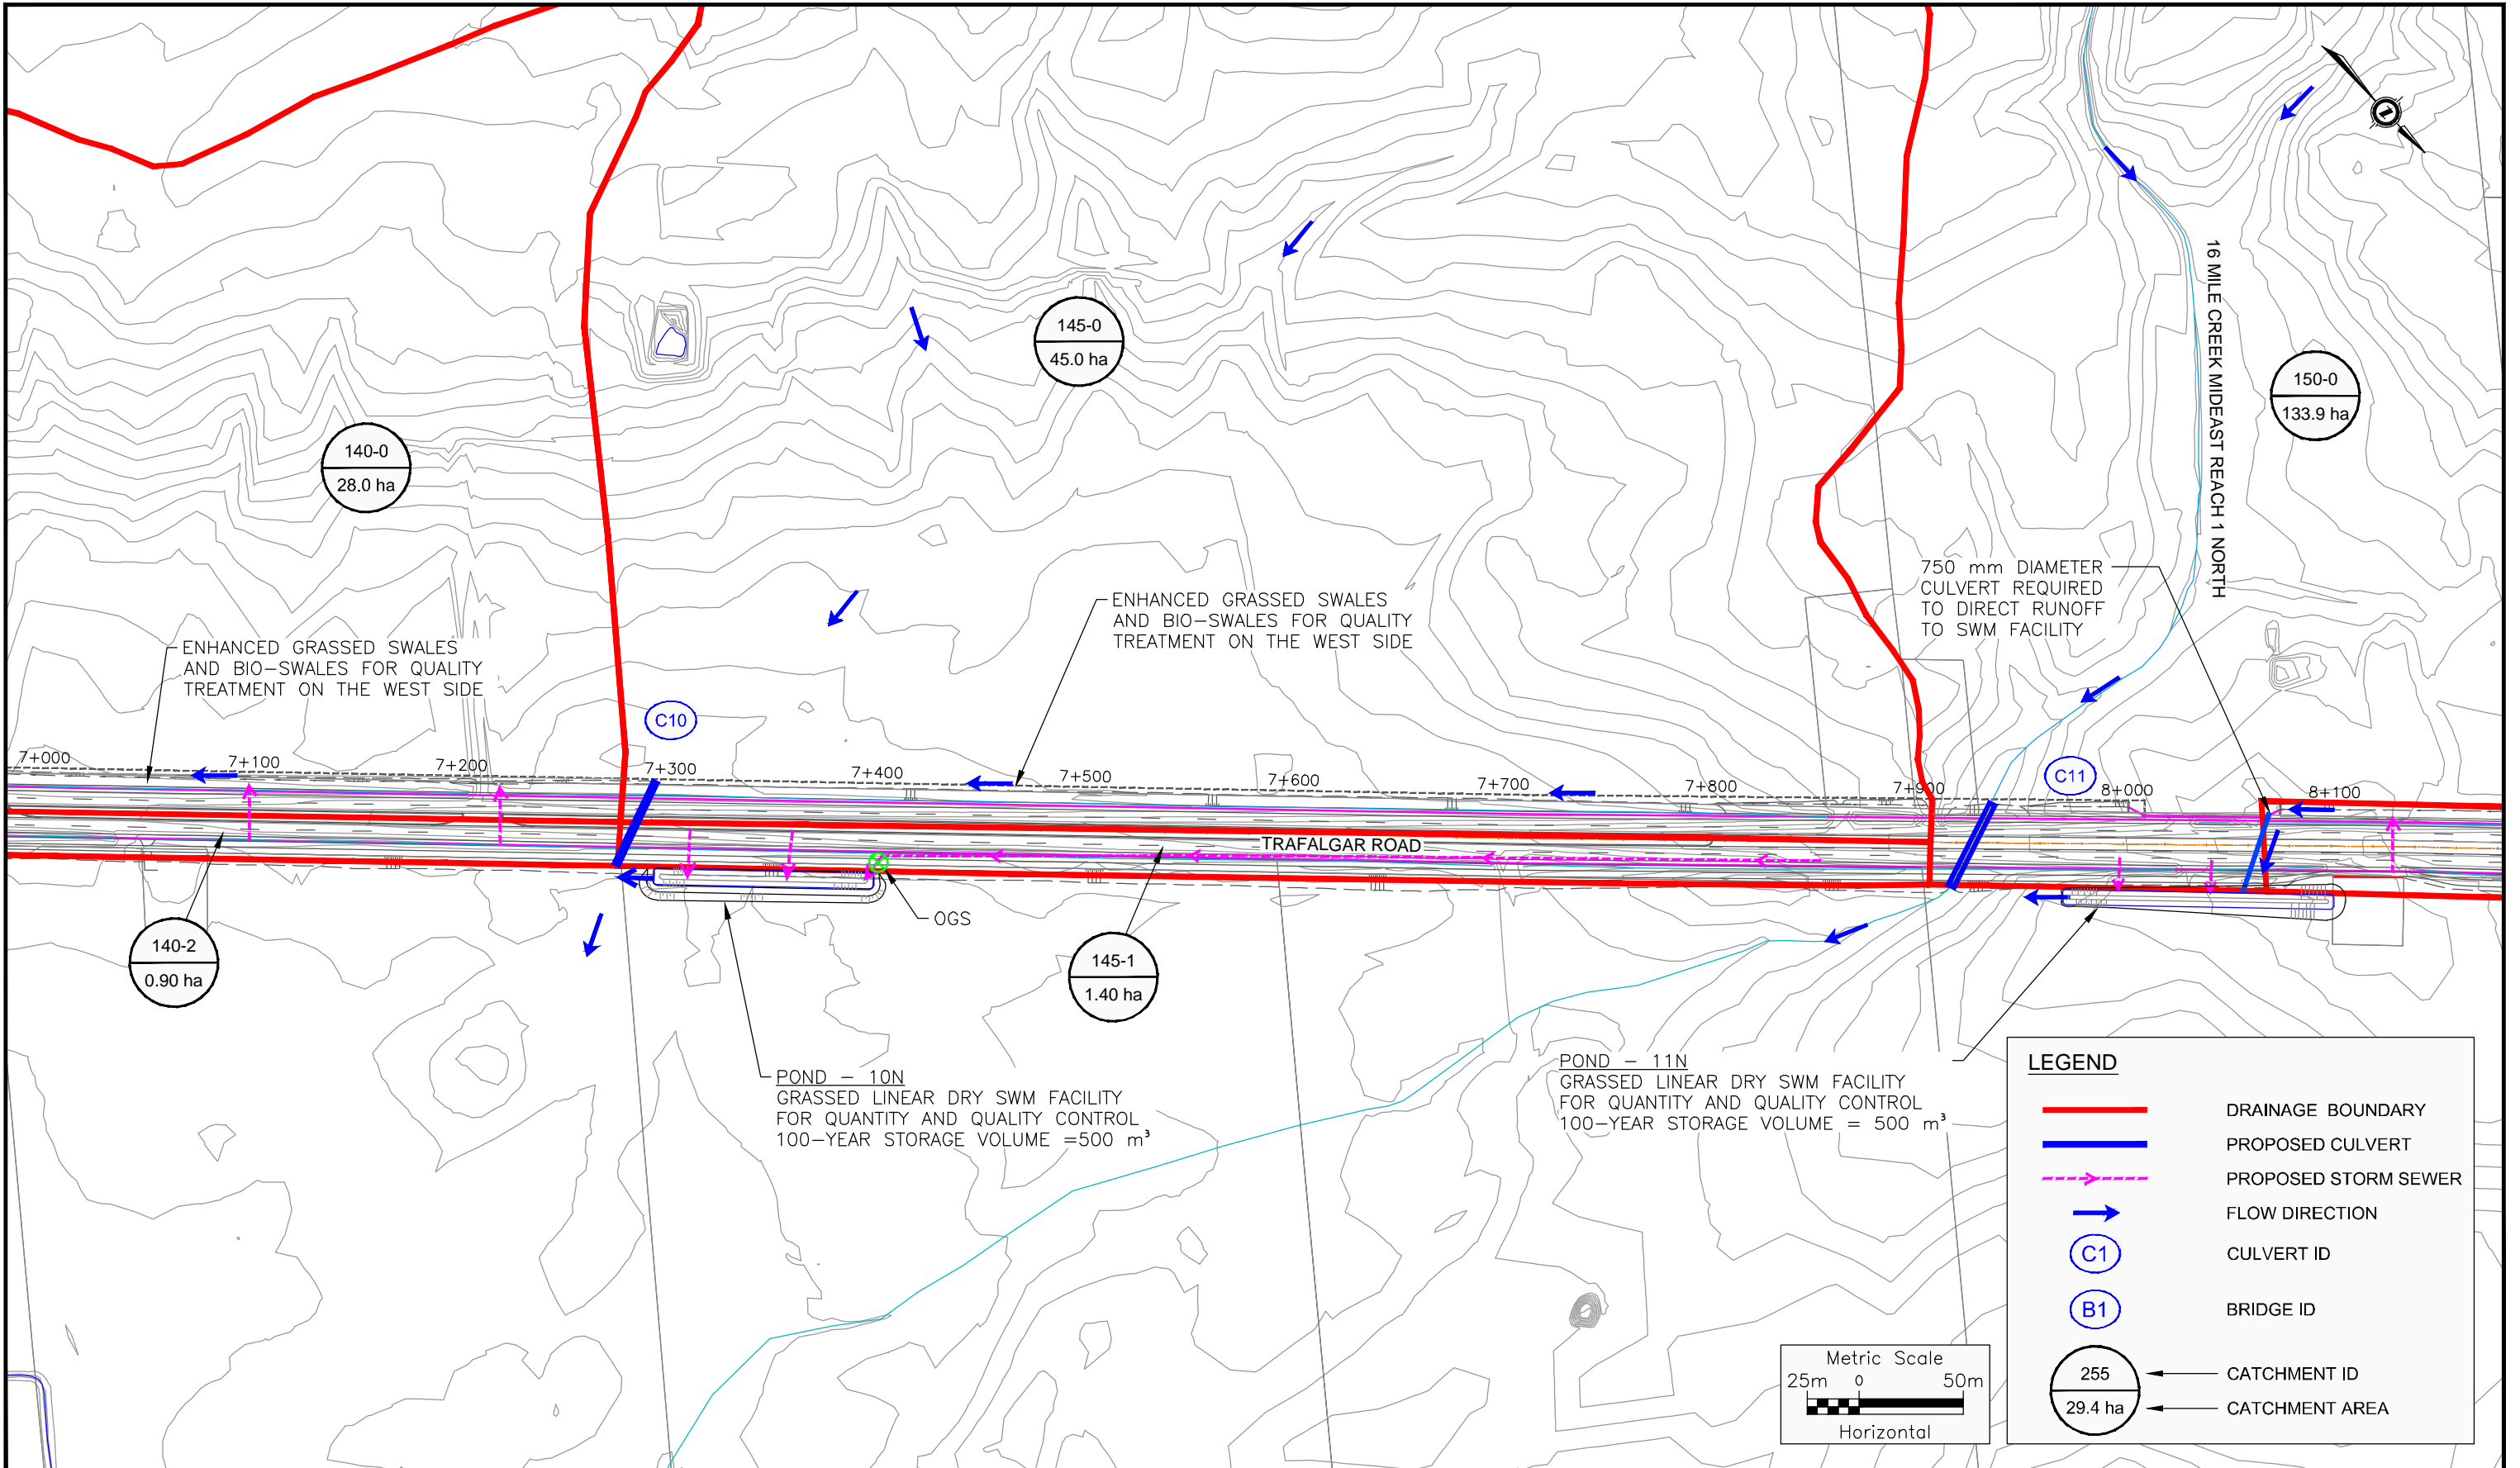 16 MILE CREEK MIDEAST REACH 1 NORTH
145-0
45.0 ha
150-0
133.9 ha
140-0
28.0 ha
750 mm DIAMETER
CULVERT REQUIRED
TO DIRECT RUNOFF
TO SWM FACILITY
ENHANCED GRASSED SWALES
AND BIO-SWALES FOR QUALITY
TREATMENT ON THE WEST SIDE
ENHANCED GRASSED SWALES
AND BIO-SWALES FOR QUALITY
TREATMENT ON THE WEST SIDE
C10
C11
7+000
7+100
7+200
7+300
7+400
7+500
7+600
7+700
7+800
7+900
8+000
8+100
TRAFALGAR ROAD
OGS
140-2
0.90 ha
145-1
1.40 ha
POND - 10N
GRASSED LINEAR DRY SWM FACILITY
FOR QUANTITY AND QUALITY CONTROL
100-YEAR STORAGE VOLUME =500 m³
POND - 11N
GRASSED LINEAR DRY SWM FACILITY
FOR QUANTITY AND QUALITY CONTROL
100-YEAR STORAGE VOLUME = 500 m³
LEGEND
DRAINAGE BOUNDARY
PROPOSED CULVERT
PROPOSED STORM SEWER
FLOW DIRECTION
C1
CULVERT ID
B1
BRIDGE ID
255
CATCHMENT ID
29.4 ha
CATCHMENT AREA
Metric Scale
25m 0 50m
Horizontal
N